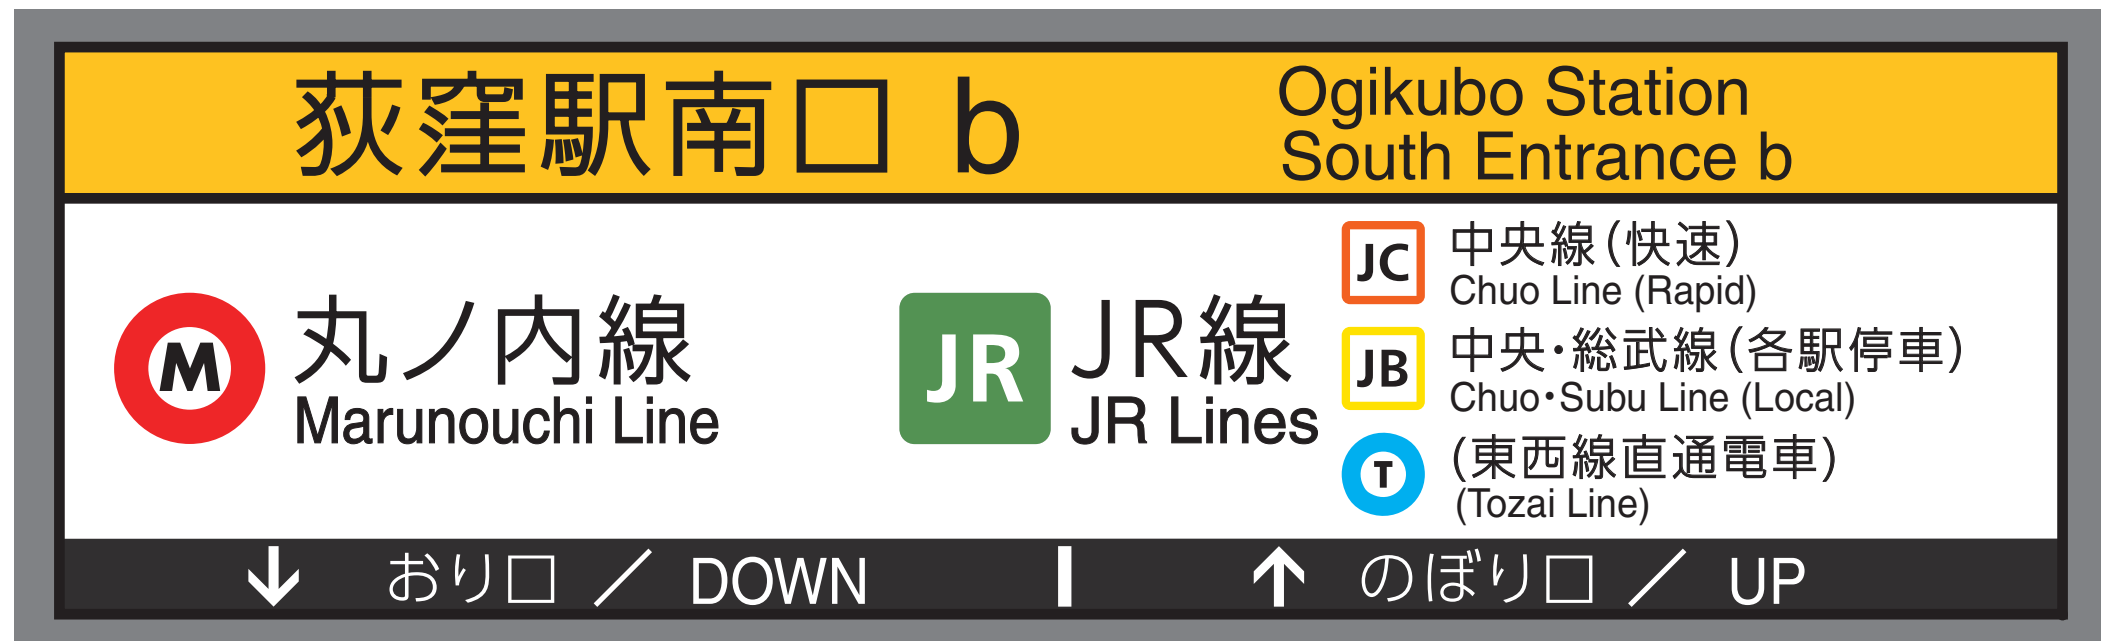 荻窪駅南口 b
Ogikubo Station
South Entrance b
M
丸ノ内線
Marunouchi Line
JR
JR線
JR Lines
JC
中央線(快速)
Chuo Line (Rapid)
JB
中央・総武線(各駅停車)
Chuo・Subu Line (Local)
T
(東西線直通電車)
(Tozai Line)
↓ おり口 / DOWN | ↑ のぼり口 / UP